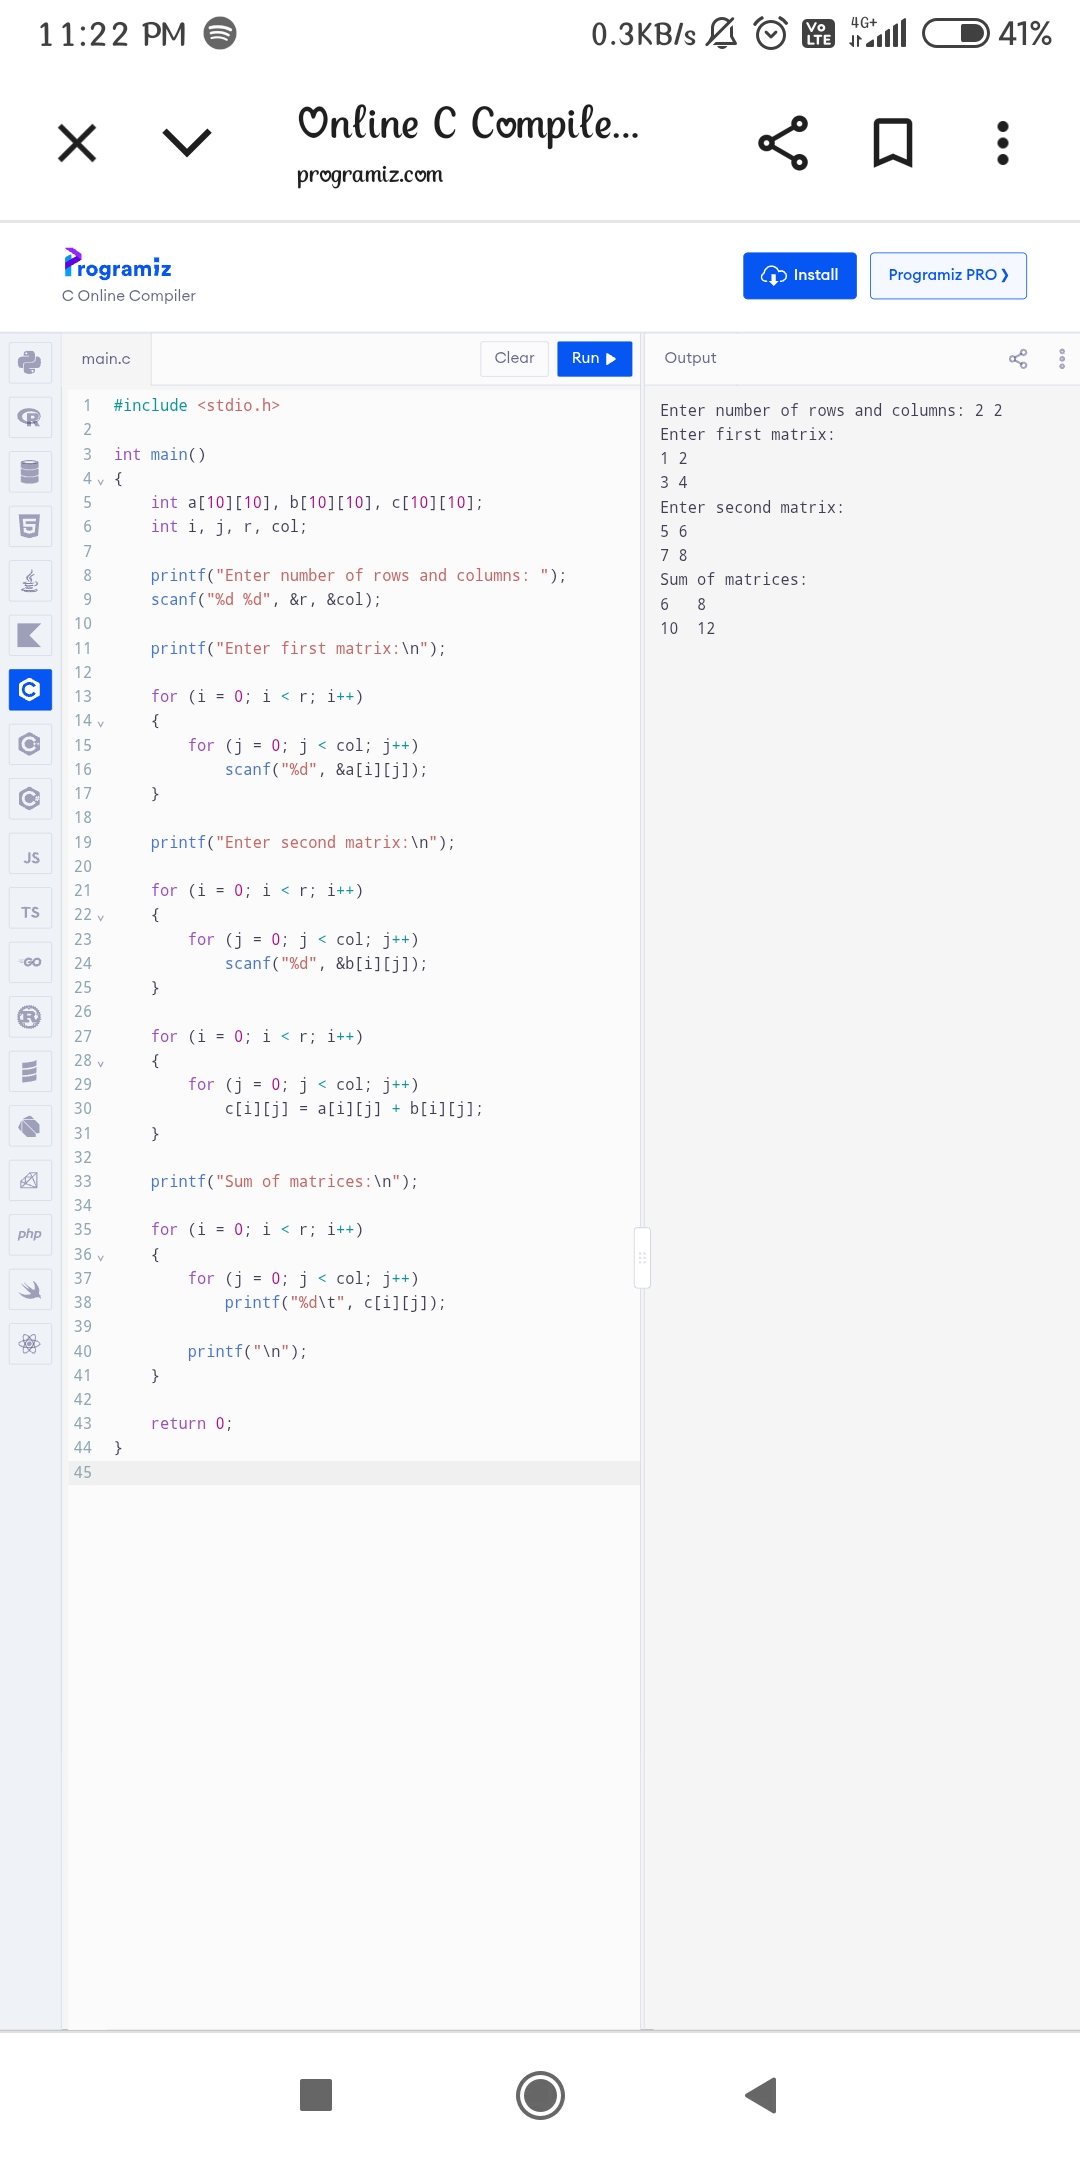 11:22 PM 0.3KB/s Vo LTE 4G+ 41%
Online C Compile...
programiz.com
Programiz
C Online Compiler
Install
Programiz PRO ❯
main.c
Clear
Run
Output
1 #include <stdio.h>
2
3 int main()
4 {
5     int a[10][10], b[10][10], c[10][10];
6     int i, j, r, col;
7
8     printf("Enter number of rows and columns: ");
9     scanf("%d %d", &r, &col);
10
11     printf("Enter first matrix:\n");
12
13     for (i = 0; i < r; i++)
14     {
15         for (j = 0; j < col; j++)
16             scanf("%d", &a[i][j]);
17     }
18
19     printf("Enter second matrix:\n");
20
21     for (i = 0; i < r; i++)
22     {
23         for (j = 0; j < col; j++)
24             scanf("%d", &b[i][j]);
25     }
26
27     for (i = 0; i < r; i++)
28     {
29         for (j = 0; j < col; j++)
30             c[i][j] = a[i][j] + b[i][j];
31     }
32
33     printf("Sum of matrices:\n");
34
35     for (i = 0; i < r; i++)
36     {
37         for (j = 0; j < col; j++)
38             printf("%d\t", c[i][j]);
39
40         printf("\n");
41     }
42
43     return 0;
44 }
45
Enter number of rows and columns: 2 2
Enter first matrix:
1 2
3 4
Enter second matrix:
5 6
7 8
Sum of matrices:
6   8
10  12
R
JS
TS
GO
php